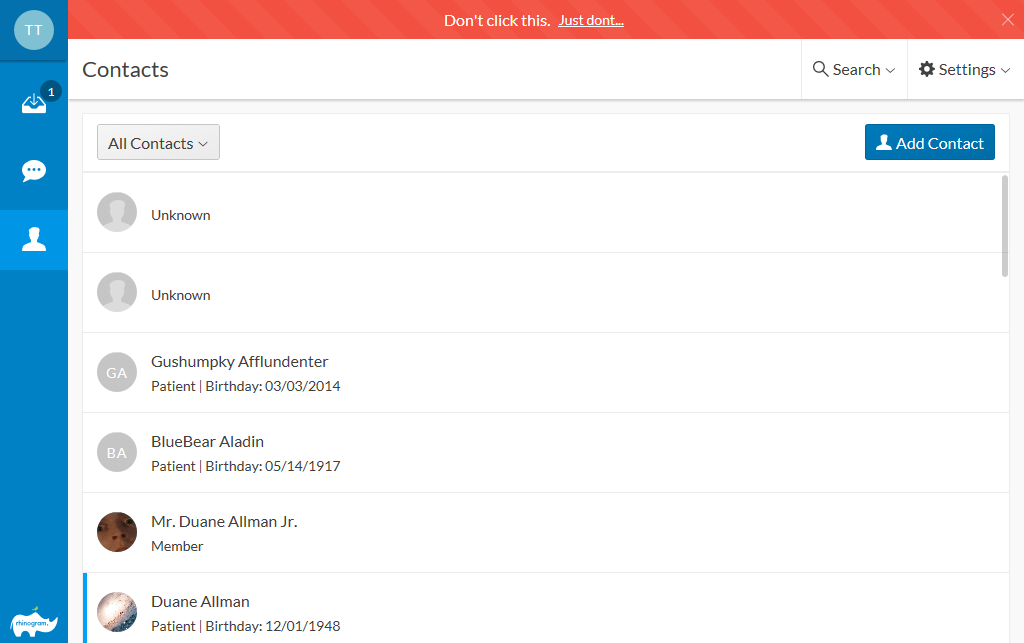 TT
Don't click this. Just dont...
1
Contacts
Search
Settings
All Contacts
Add Contact
Unknown
Unknown
GA
Gushumpky Afflundenter
Patient | Birthday: 03/03/2014
BA
BlueBear Aladin
Patient | Birthday: 05/14/1917
Mr. Duane Allman Jr.
Member
Duane Allman
Patient | Birthday: 12/01/1948
rhinogram.